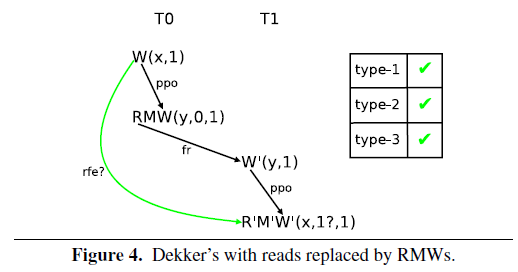 T0 T1
W(x,1)
ppo
RMW(y,0,1)
fr
rfe?
W'(y,1)
ppo
R'M'W'(x,1?,1)
type-1 ✔
type-2 ✔
type-3 ✔
Figure 4. Dekker's with reads replaced by RMWs.